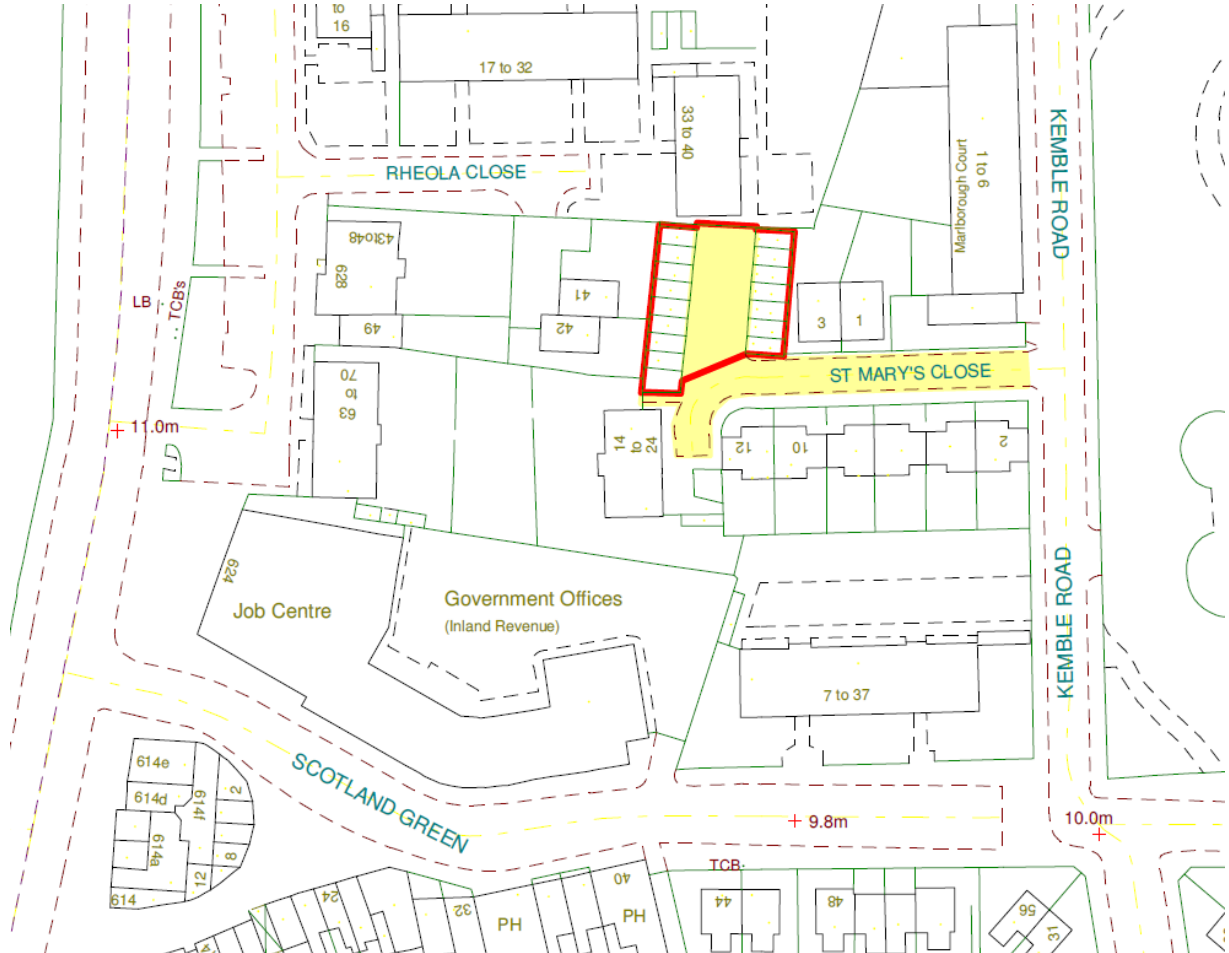 to
16
17 to 32
33 to 40
Marlborough Court
1 to 6
KEMBLE ROAD
RHEOLA CLOSE
43to48
628
LB
TCB's
41
42
49
3
1
ST MARY'S CLOSE
63
to
70
11.0m
14
to
24
12
10
2
624
Job Centre
Government Offices
(Inland Revenue)
KEMBLE ROAD
7 to 37
SCOTLAND GREEN
614e
614d
614f
614a
614
2
8
12
9.8m
10.0m
TCB
24
32
PH
40
PH
44
48
56
31